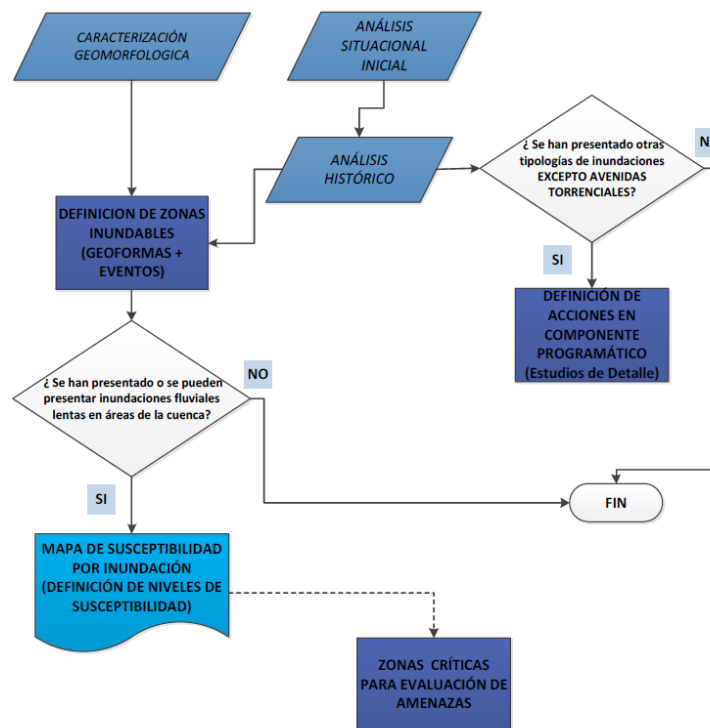 CARACTERIZACIÓN
GEOMORFOLOGICA
ANÁLISIS
SITUACIONAL
INICIAL
ANÁLISIS
HISTÓRICO
¿ Se han presentado otras
tipologías de inundaciones
EXCEPTO AVENIDAS
TORRENCIALES?
N
DEFINICION DE ZONAS
INUNDABLES
(GEOFORMAS +
EVENTOS)
SI
DEFINICIÓN DE
ACCIONES EN
COMPONENTE
PROGRAMÁTICO
(Estudios de Detalle)
¿ Se han presentado o se pueden
presentar inundaciones fluviales
lentas en áreas de la cuenca?
NO
SI
FIN
MAPA DE SUSCEPTIBILIDAD
POR INUNDACIÓN
(DEFINICIÓN DE NIVELES DE
SUSCEPTIBILIDAD)
ZONAS CRÍTICAS
PARA EVALUACIÓN DE
AMENAZAS